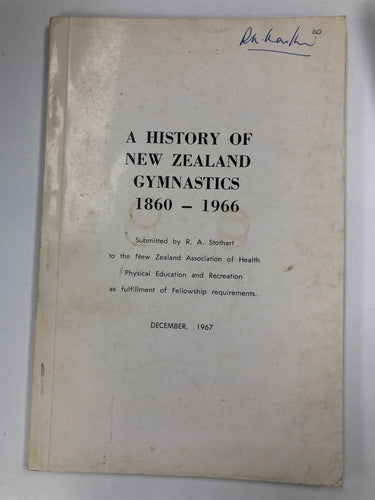 A HISTORY OF
NEW ZEALAND
GYMNASTICS
1860 – 1966
Submitted by R. A. Stothart
to the New Zealand Association of Health
Physical Education and Recreation
as fulfillment of Fellowship requirements.
DECEMBER, 1967